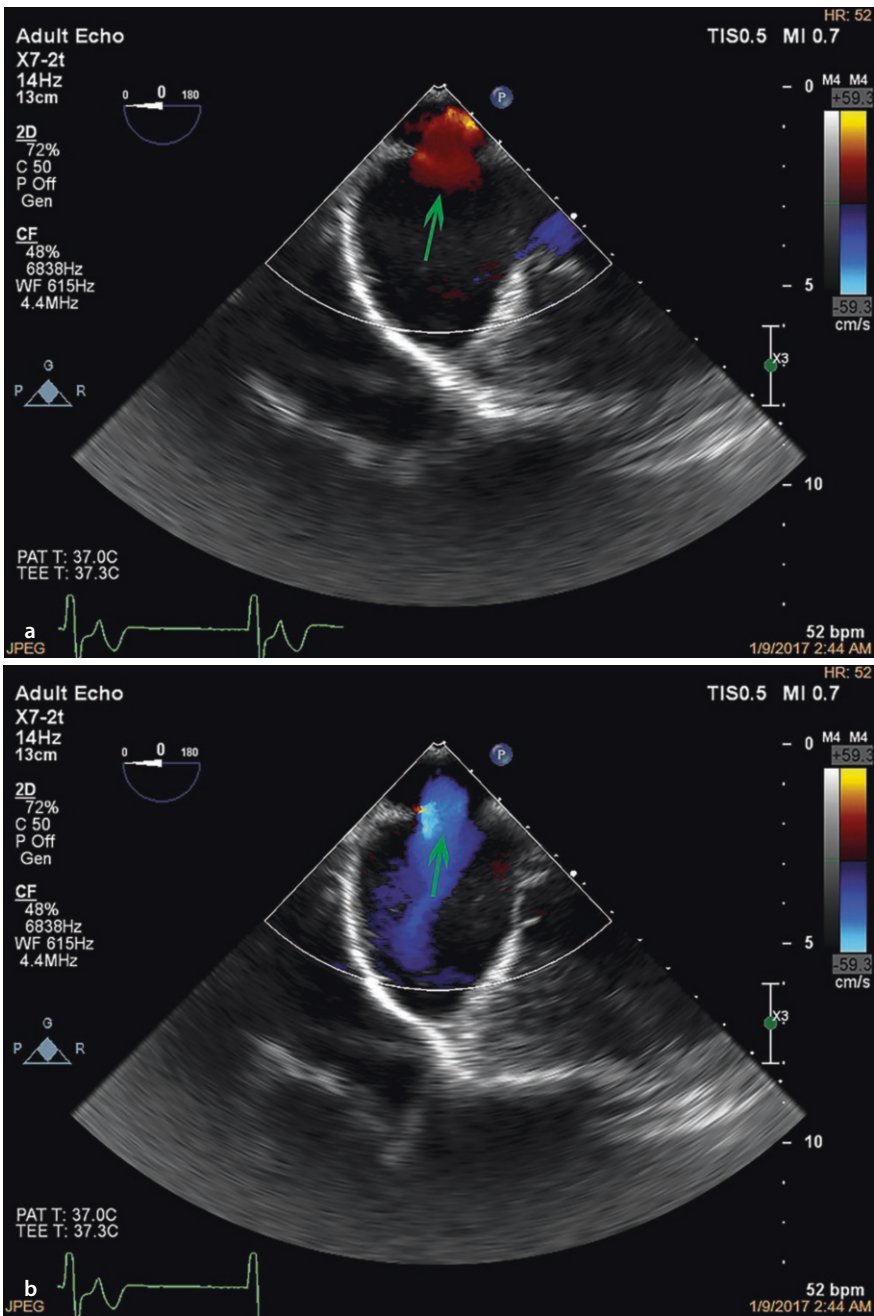 HR: 52
Adult Echo
TIS0.5 MI 0.7
X7-2t
14Hz
13cm
0 0 180
P
0
M4 M4
+59.3
2D
72%
C 50
P Off
Gen
CF
48%
6838Hz
WF 615Hz
4.4MHz
5
-59.3
cm/s
X3
G
P R
10
PAT T: 37.0C
TEE T: 37.3C
a
52 bpm
JPEG
1/9/2017 2:44 AM
HR: 52
Adult Echo
TIS0.5 MI 0.7
X7-2t
14Hz
13cm
0 0 180
P
0
M4 M4
+59.3
2D
72%
C 50
P Off
Gen
CF
48%
6838Hz
WF 615Hz
4.4MHz
5
-59.3
cm/s
X3
G
P R
10
PAT T: 37.0C
TEE T: 37.3C
b
52 bpm
JPEG
1/9/2017 2:44 AM